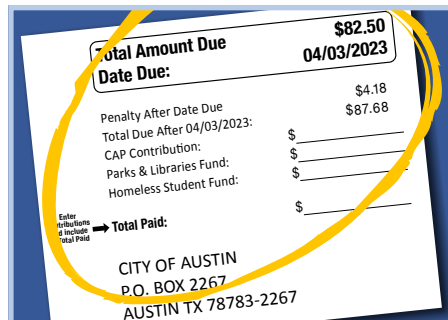 Total Amount Due $82.50
Date Due: 04/03/2023
Penalty After Date Due $4.18
Total Due After 04/03/2023: $87.68
CAP Contribution: $
Parks & Libraries Fund: $
Homeless Student Fund: $
Enter
tributions
d include
Total Paid
Total Paid: $
CITY OF AUSTIN
P.O. BOX 2267
AUSTIN TX 78783-2267